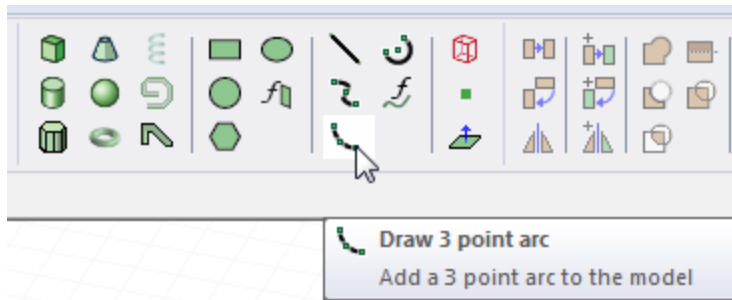 Draw 3 point arc
Add a 3 point arc to the model